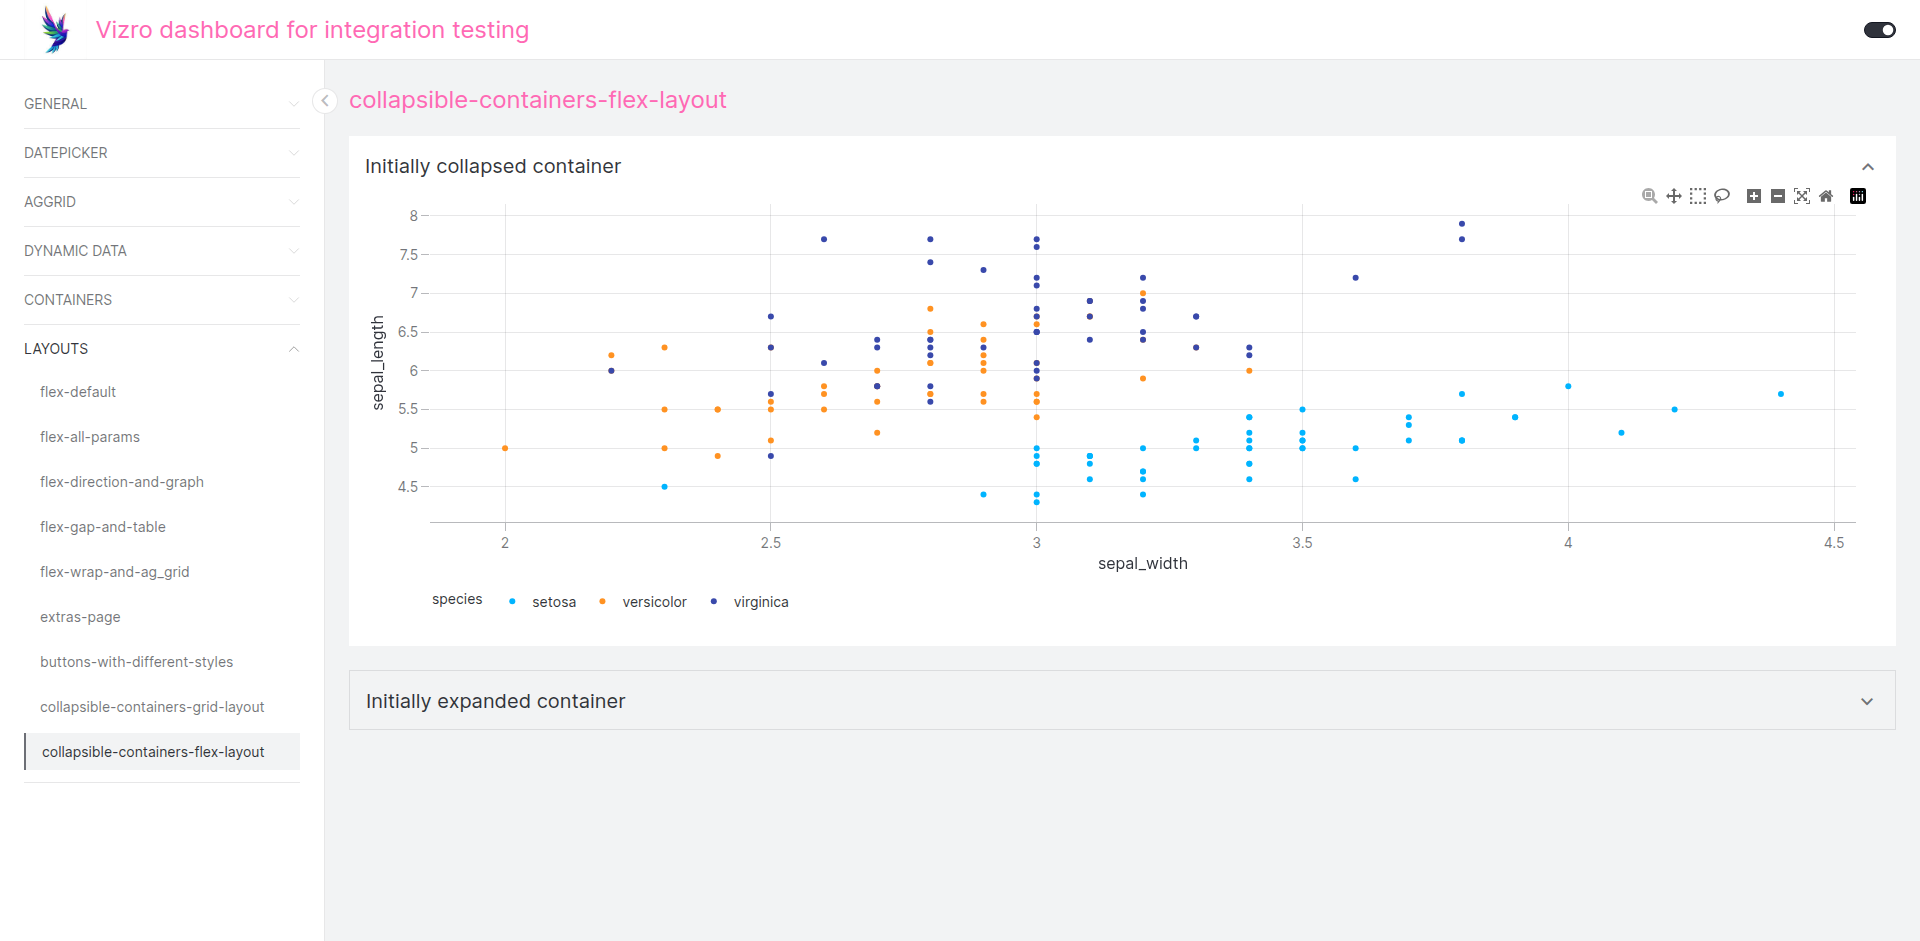 Vizro dashboard for integration testing
GENERAL
DATEPICKER
AGGRID
DYNAMIC DATA
CONTAINERS
LAYOUTS
flex-default
flex-all-params
flex-direction-and-graph
flex-gap-and-table
flex-wrap-and-ag_grid
extras-page
buttons-with-different-styles
collapsible-containers-grid-layout
collapsible-containers-flex-layout
collapsible-containers-flex-layout
Initially collapsed container
8
7.5
7
6.5
6
5.5
5
4.5
sepal_length
2 2.5 3 3.5 4 4.5
sepal_width
species setosa versicolor virginica
Initially expanded container